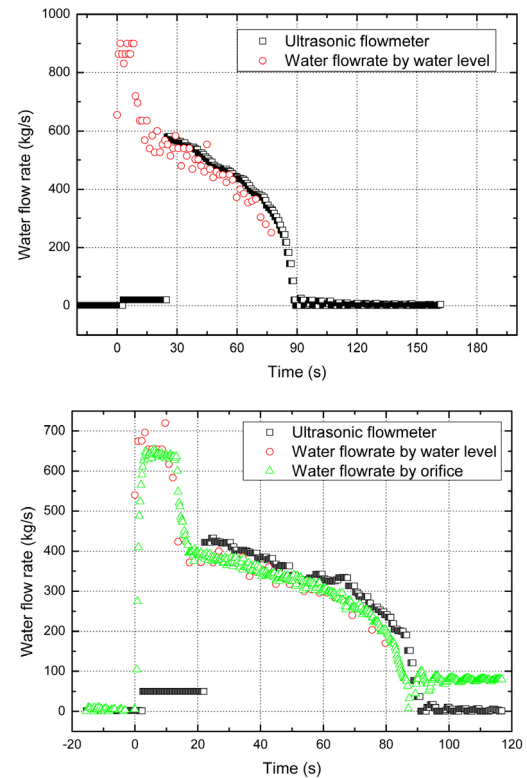 1000
800
600
400
200
0
Water flow rate (kg/s)
Ultrasonic flowmeter
Water flowrate by water level
0 30 60 90 120 150 180
Time (s)
700
600
500
400
300
200
100
0
Water flow rate (kg/s)
Ultrasonic flowmeter
Water flowrate by water level
Water flowrate by orifice
-20 0 20 40 60 80 100 120
Time (s)